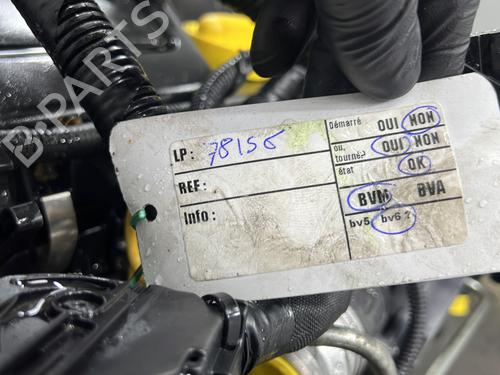 B-PARTS
LP: 78156
REF:
Info:
Démarré OUI NON
ou, tourné OUI NON
état OK
BVM BVA
bv5 bv6 ?